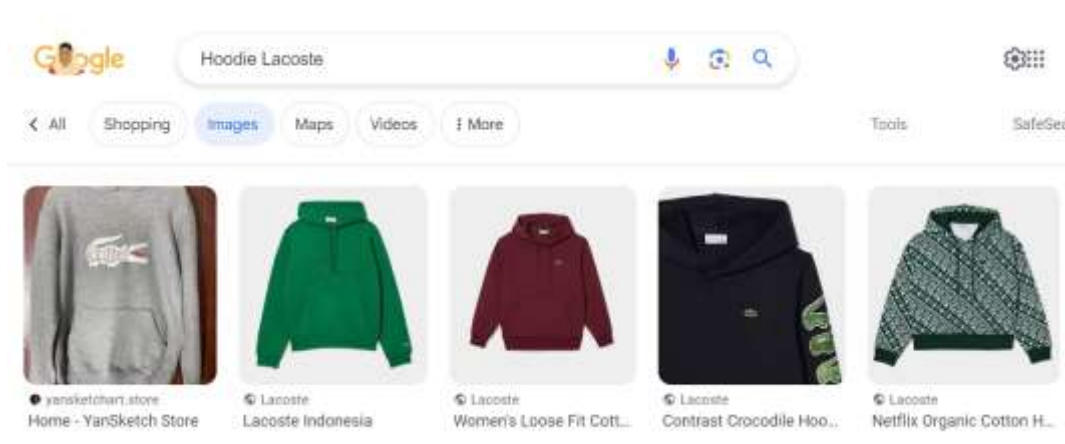 Google
Hoodie Lacoste
All Shopping Images Maps Videos More Tools SafeSea
yansketchart.store Lacoste Lacoste Lacoste Lacoste
Home - YanSketch Store Lacoste Indonesia Women's Loose Fit Cott... Contrast Crocodile Hoo... Netflix Organic Cotton H...